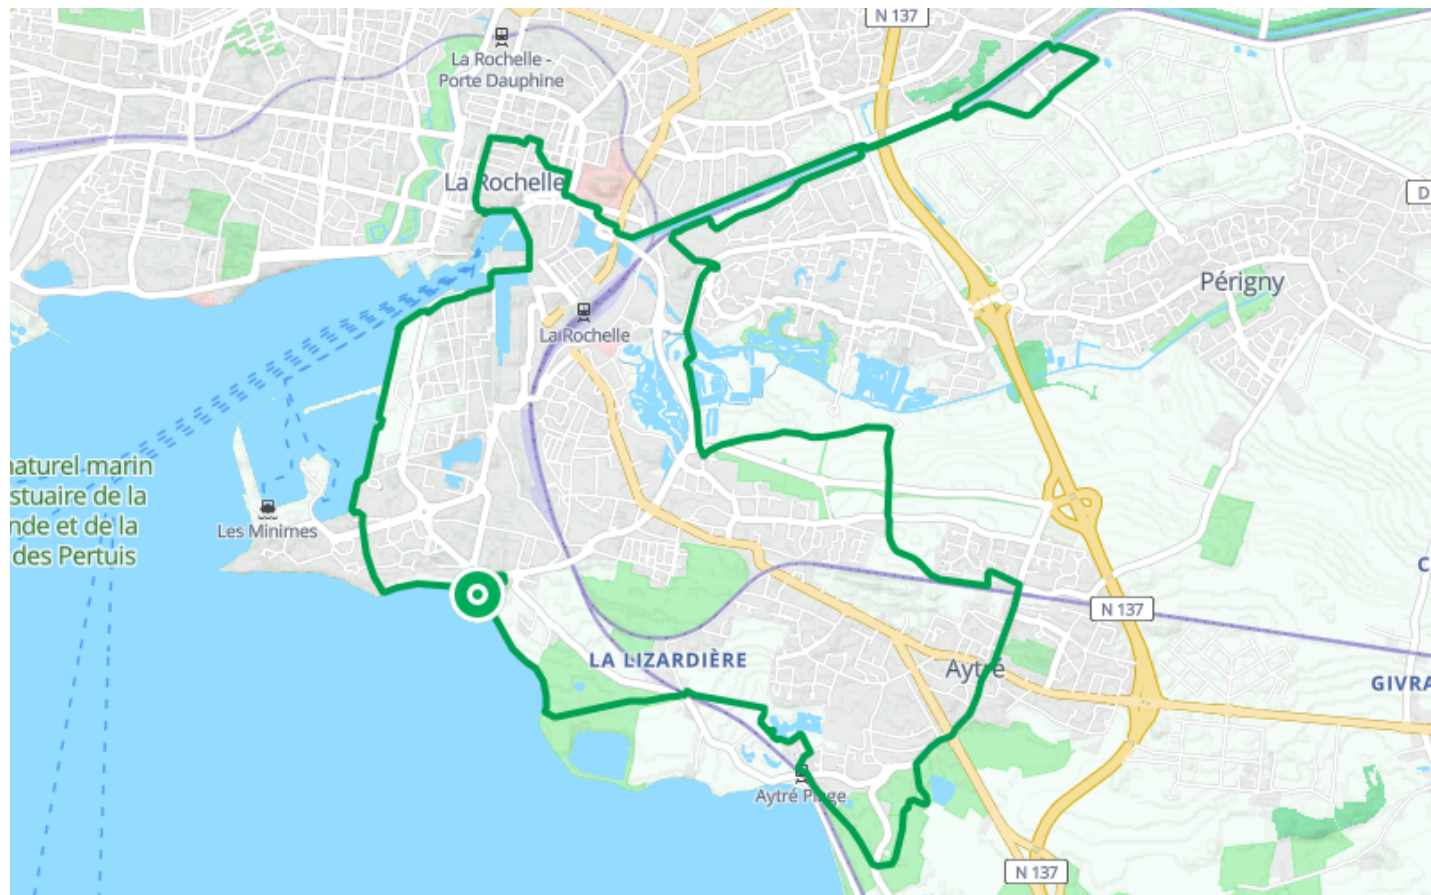 N 137
La Rochelle -
Porte Dauphine
La Rochelle
D
Périgny
La Rochelle
naturel marin
stuaire de la
nde et de la
des Pertuis
Les Minimes
C
N 137
LA LIZARDIÈRE
Aytré
GIVRA
Aytré Plage
N 137